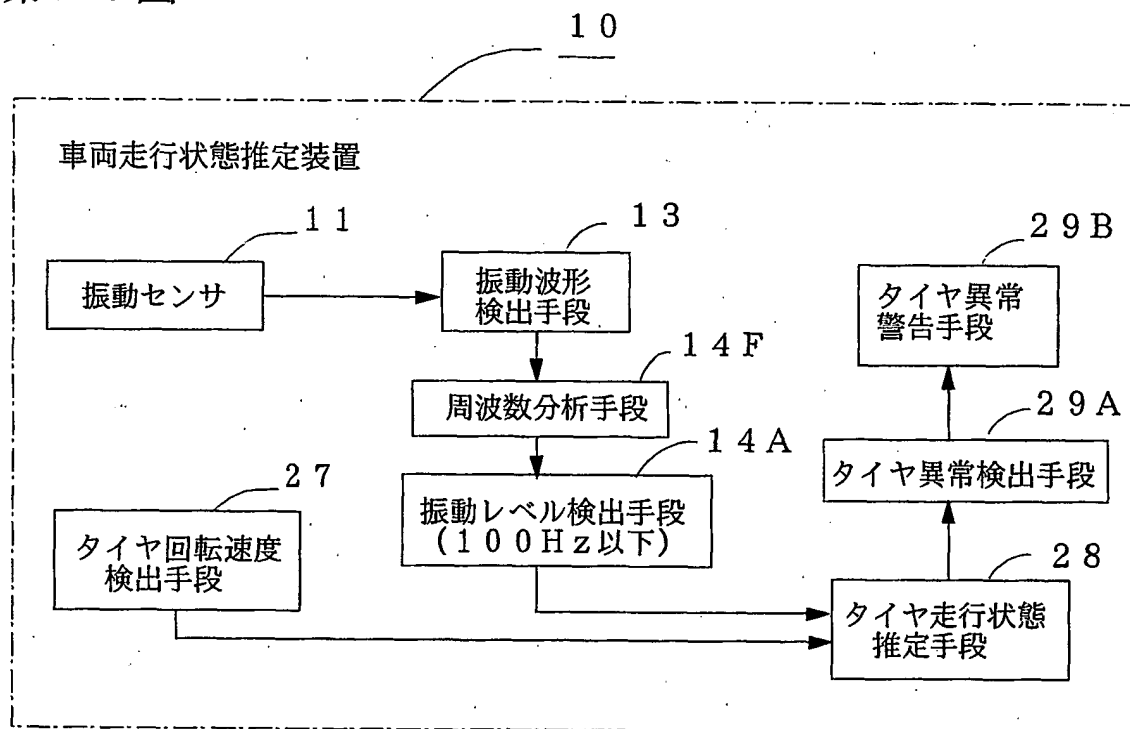 １０
車両走行状態推定装置
１１
振動センサ
１３
振動波形
検出手段
１４Ｆ
周波数分析手段
１４Ａ
振動レベル検出手段
(１００Ｈｚ以下)
２７
タイヤ回転速度
検出手段
２９Ｂ
タイヤ異常
警告手段
２９Ａ
タイヤ異常検出手段
２８
タイヤ走行状態
推定手段